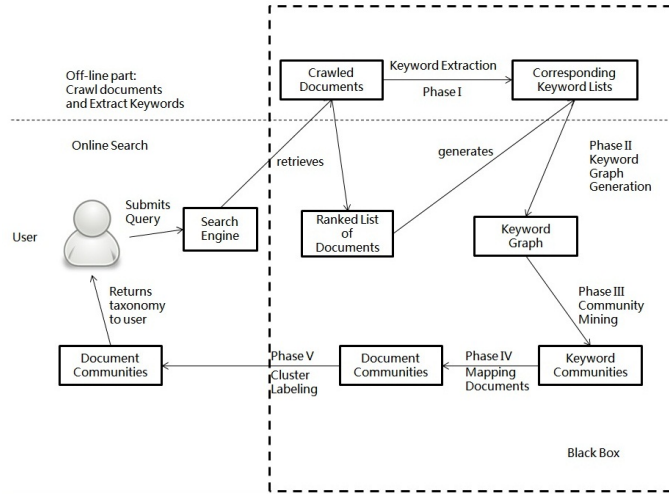 Off-line part:
Crawl documents
and Extract Keywords
Crawled
Documents
Keyword Extraction
Phase I
Corresponding
Keyword Lists
Online Search
retrieves
generates
Phase II
Keyword
Graph
Generation
User
Submits
Query
Search
Engine
Ranked List
of
Documents
Keyword
Graph
Returns
taxonomy
to user
Phase III
Community
Mining
Document
Communities
Phase V
Cluster
Labeling
Document
Communities
Phase IV
Mapping
Documents
Keyword
Communities
Black Box